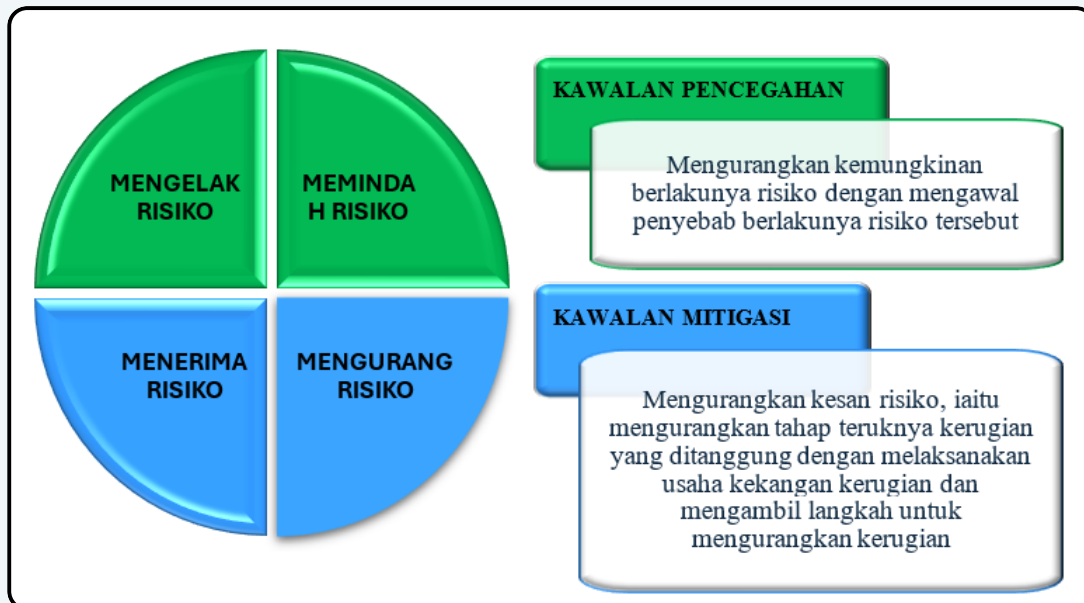 MENGELAK
RISIKO
MEMINDA
H RISIKO
MENERIMA
RISIKO
MENGURANG
RISIKO
KAWALAN PENCEGAHAN
Mengurangkan kemungkinan
berlakunya risiko dengan mengawal
penyebab berlakunya risiko tersebut
KAWALAN MITIGASI
Mengurangkan kesan risiko, iaitu
mengurangkan tahap teruknya kerugian
yang ditanggung dengan melaksanakan
usaha kekangan kerugian dan
mengambil langkah untuk
mengurangkan kerugian